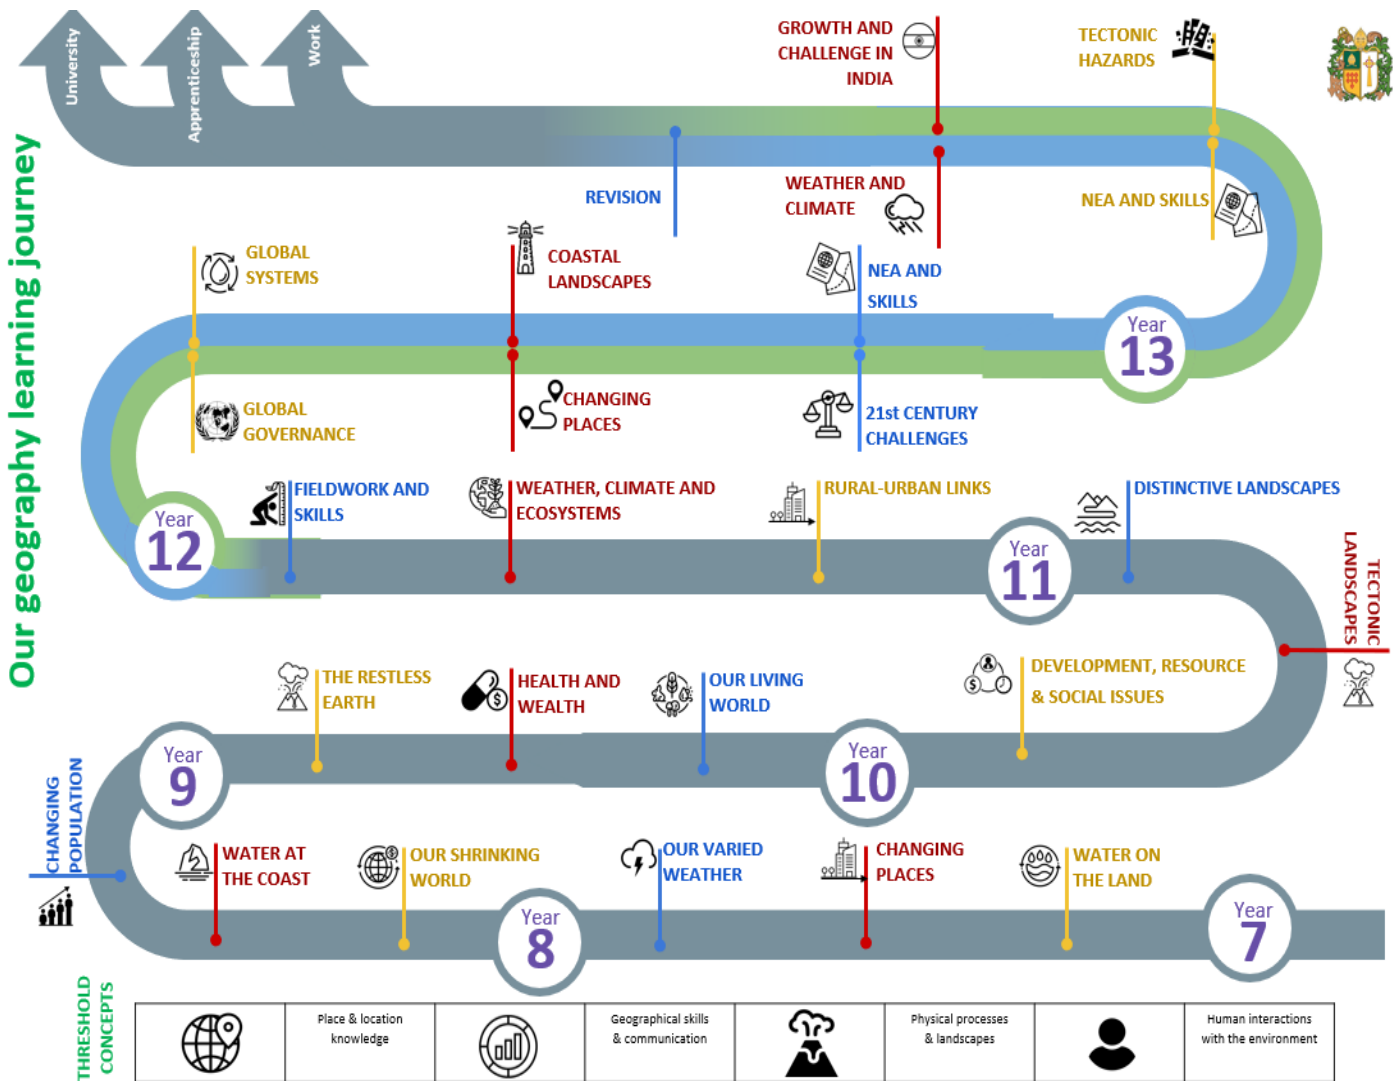 University
Apprenticeship
Work
GROWTH AND
CHALLENGE IN
INDIA
TECTONIC
HAZARDS
REVISION
WEATHER AND
CLIMATE
NEA AND SKILLS
Our geography learning journey
GLOBAL
SYSTEMS
COASTAL
LANDSCAPES
NEA AND
SKILLS
Year
13
GLOBAL
GOVERNANCE
CHANGING
PLACES
21st CENTURY
CHALLENGES
Year
12
FIELDWORK AND
SKILLS
WEATHER, CLIMATE AND
ECOSYSTEMS
RURAL-URBAN LINKS
Year
11
DISTINCTIVE LANDSCAPES
TECTONIC
LANDSCAPES
THE RESTLESS
EARTH
HEALTH AND
WEALTH
OUR LIVING
WORLD
DEVELOPMENT, RESOURCE
& SOCIAL ISSUES
Year
9
Year
10
CHANGING
POPULATION
WATER AT
THE COAST
OUR SHRINKING
WORLD
OUR VARIED
WEATHER
CHANGING
PLACES
WATER ON
THE LAND
Year
8
Year
7
THRESHOLD
CONCEPTS
Place & location
knowledge
Geographical skills
& communication
Physical processes
& landscapes
Human interactions
with the environment